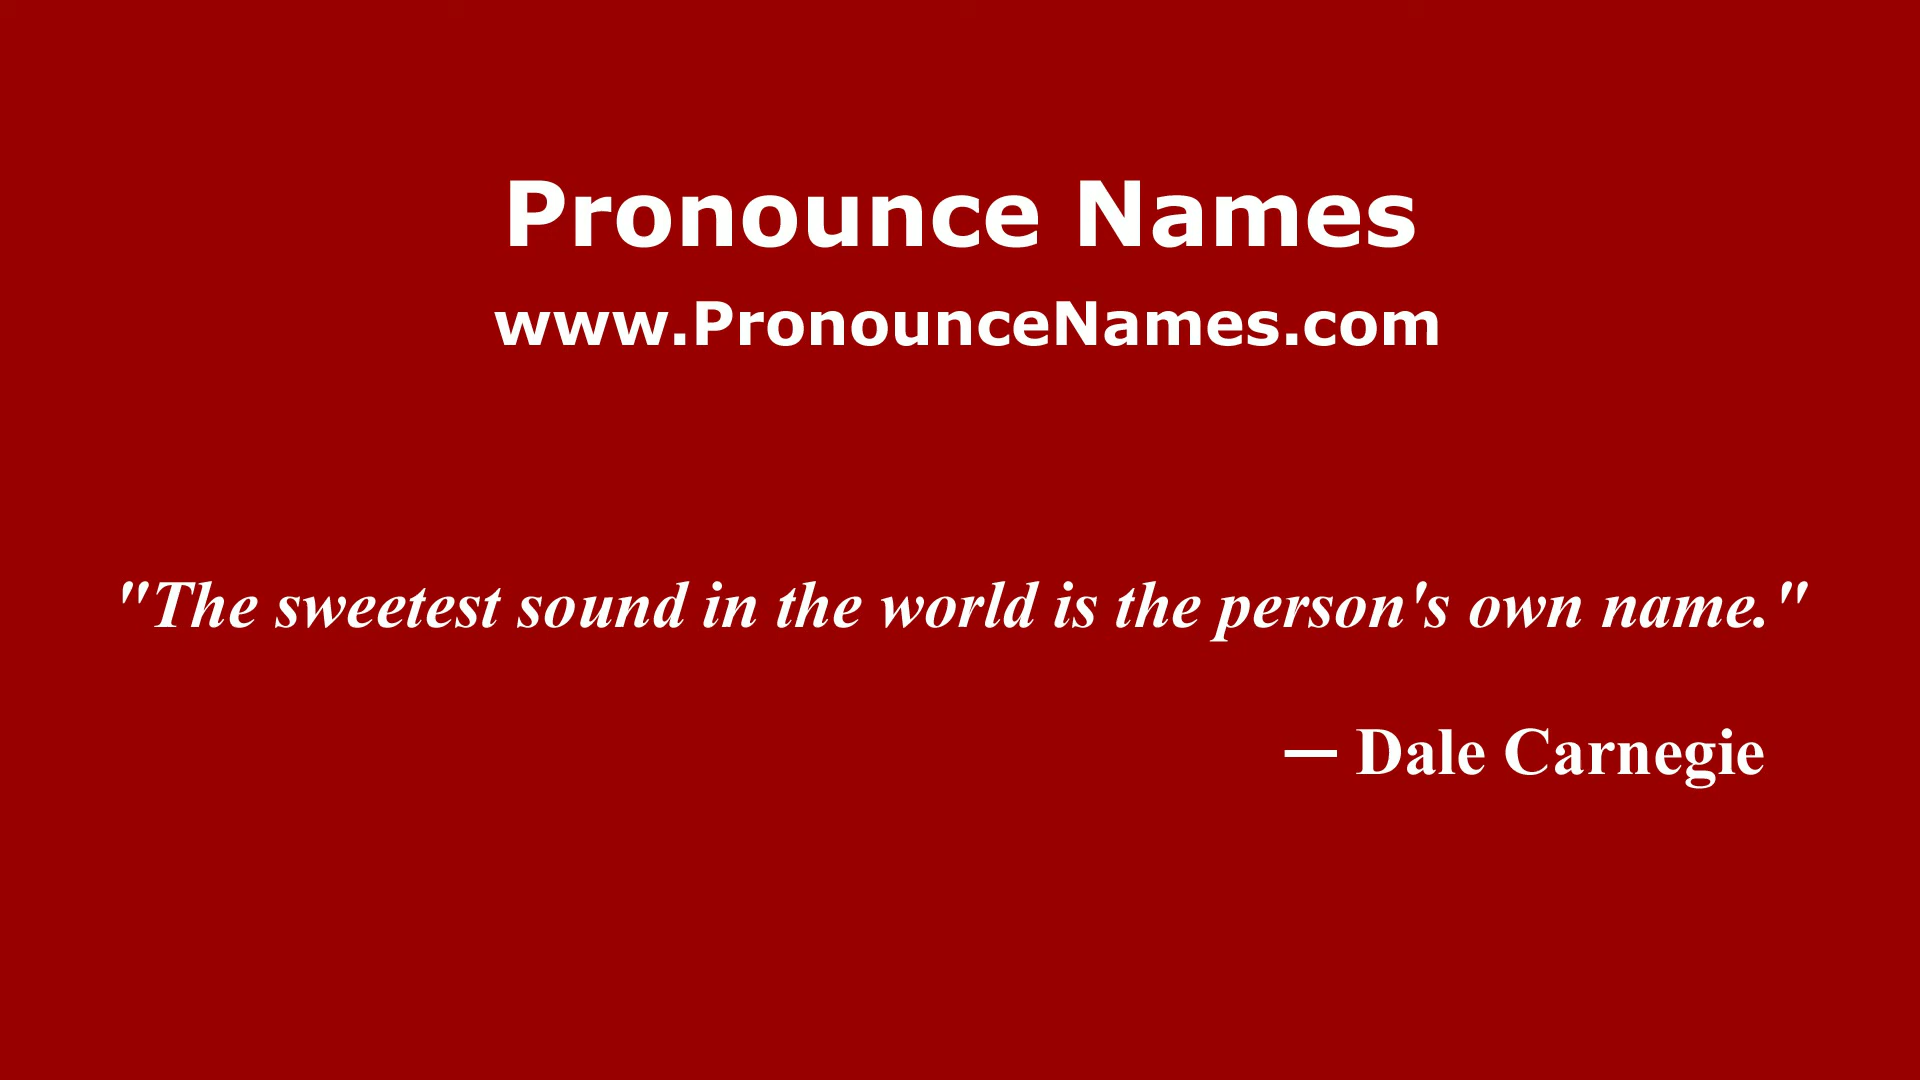 Pronounce Names
www.PronounceNames.com
"The sweetest sound in the world is the person's own name."
— Dale Carnegie